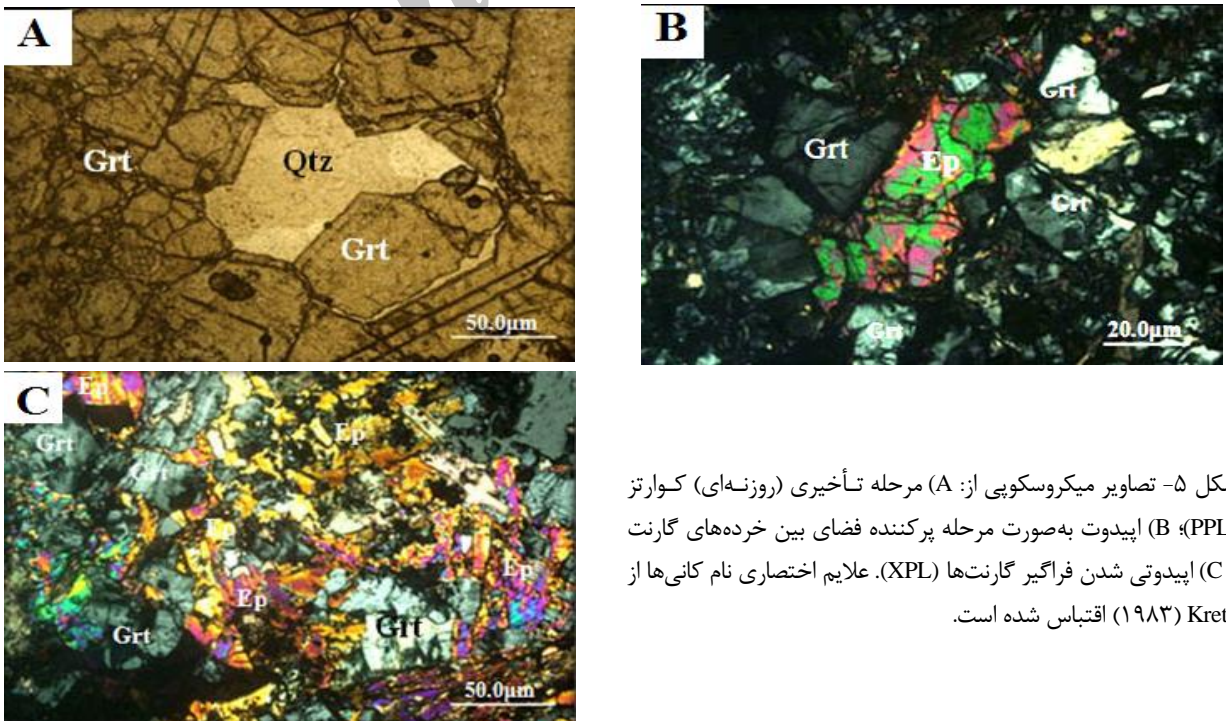 A
Grt
Qtz
Grt
50.0µm
B
Grt
Grt
Ep
Grt
Grt
20.0µm
C
Ep
Grt
Grt
Ep
Ep
Ep
Ep
Grt
Grt
50.0µm
شکل ۵- تصاویر میکروسکوپی از: A) مرحله تـأخیری (روزنـه‌ای) کـوارتز
(PPL)؛ B) اپیدوت به‌صورت مرحله پرکننده فضای بین خرده‌های گارنت
C) اپیدوتی شدن فراگیر گارنت‌ها (XPL). علایم اختصاری نام کانی‌ها از
Kret (۱۹۸۳) اقتباس شده است.